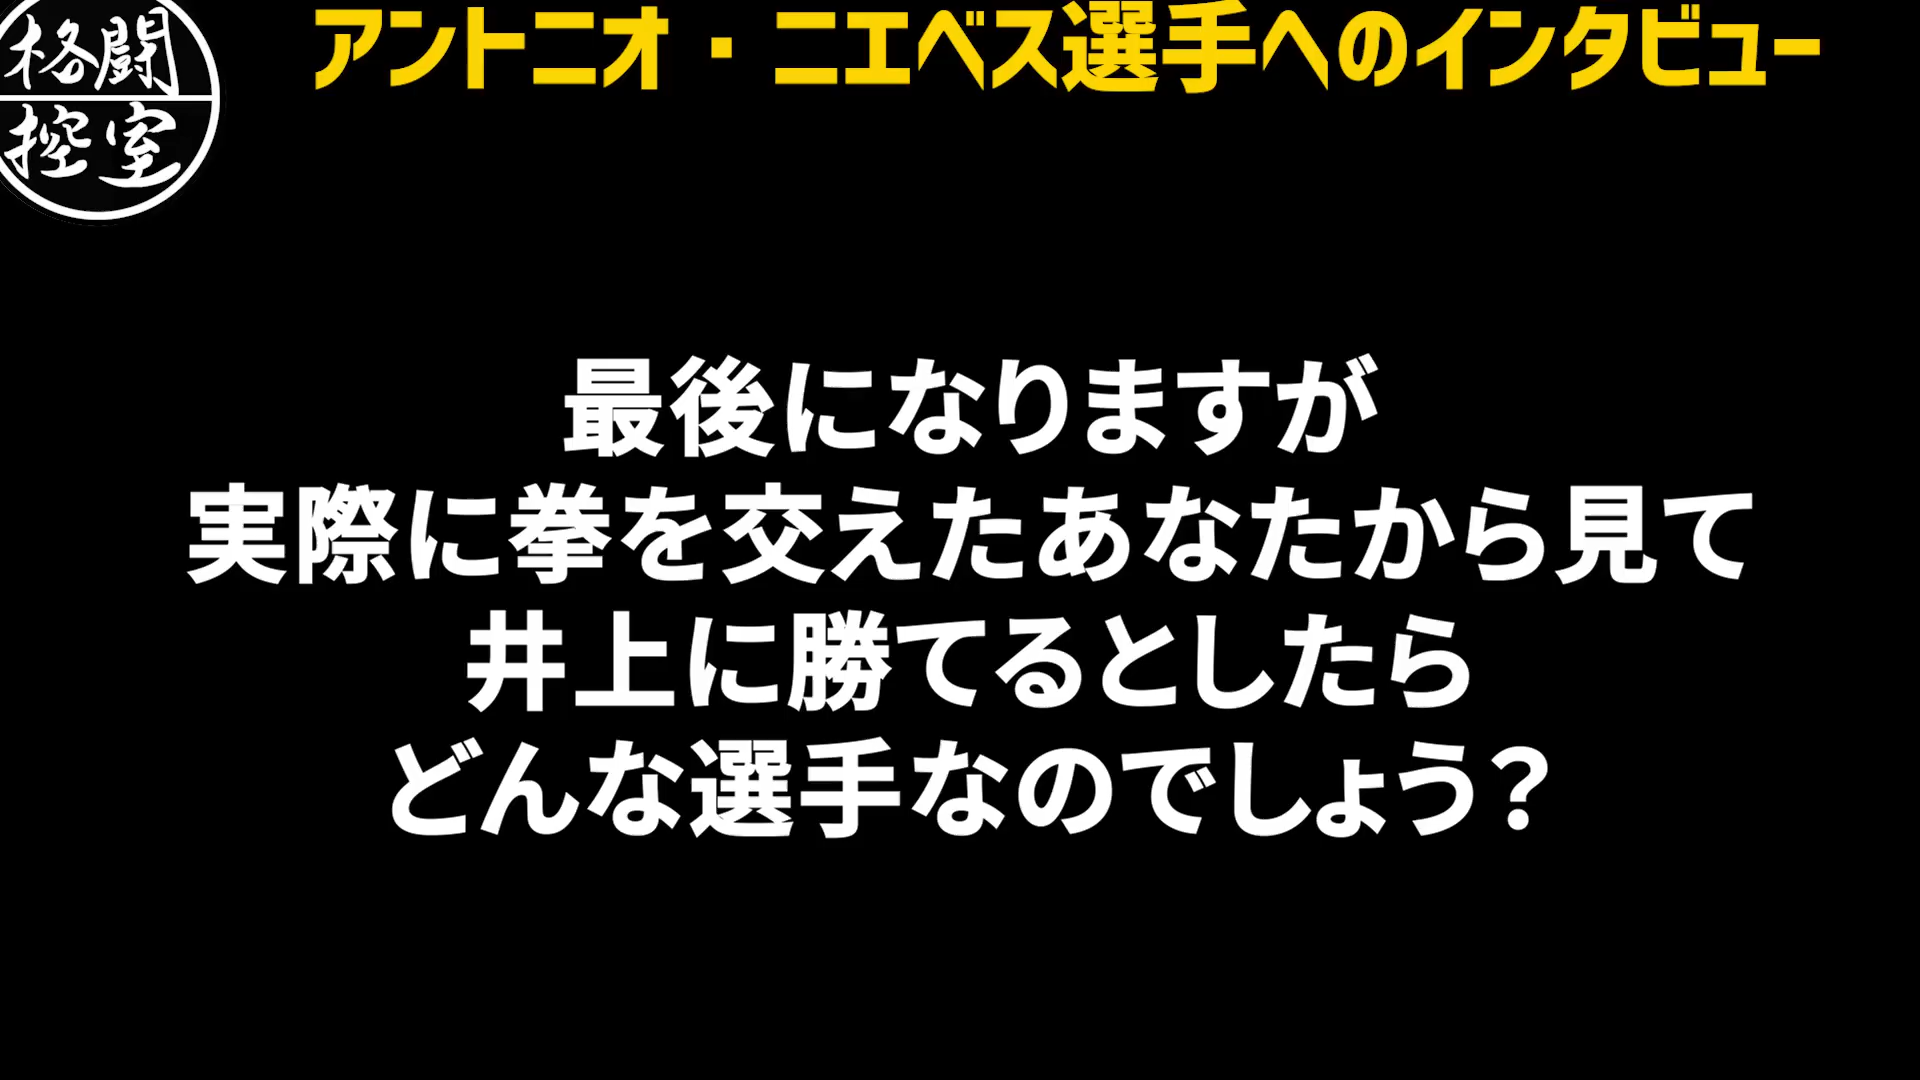 格闘
控室
アントニオ・ニエベス選手へのインタビュー
最後になりますが
実際に拳を交えたあなたから見て
井上に勝てるとしたら
どんな選手なのでしょう?